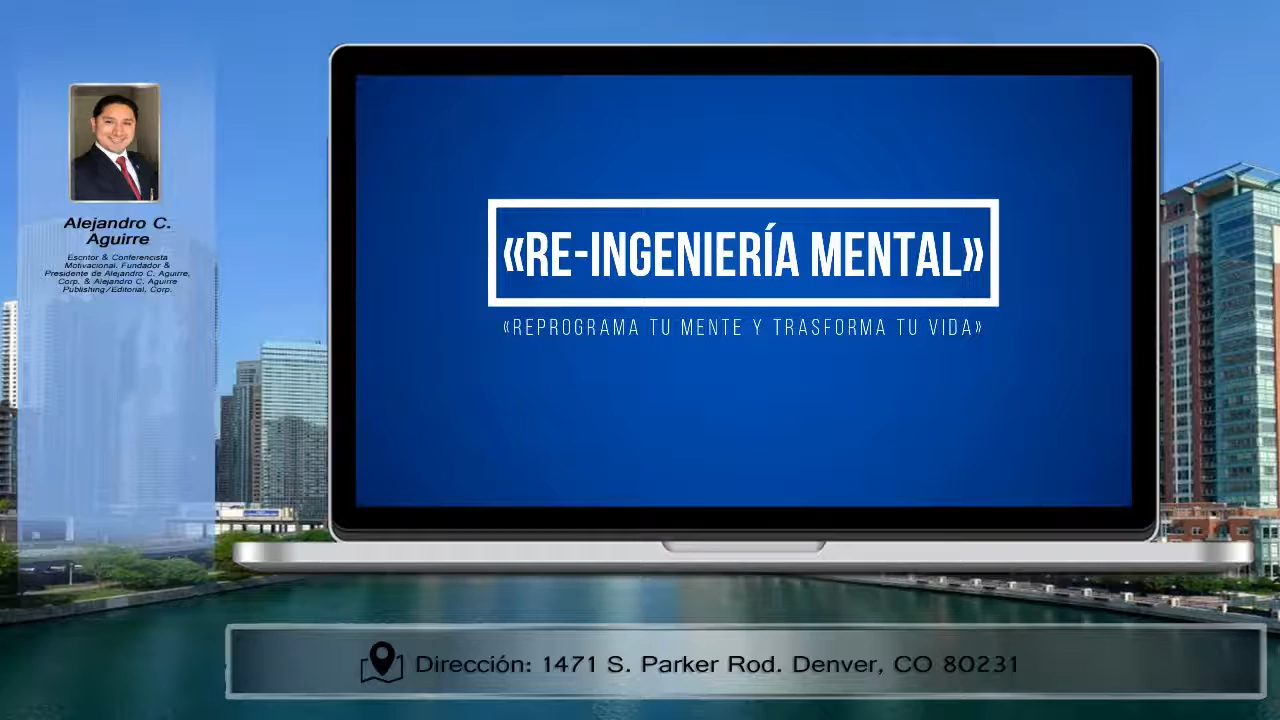 Alejandro C.
Aguirre
Escritor & Conferencista
Motivacional. Fundador &
Presidente de Alejandro C. Aguirre,
Corp. & Alejandro C. Aguirre
Publishing/Editorial, Corp.
«RE-INGENIERÍA MENTAL»
«REPROGRAMA TU MENTE Y TRASFORMA TU VIDA»
Dirección: 1471 S. Parker Rod. Denver, CO 80231